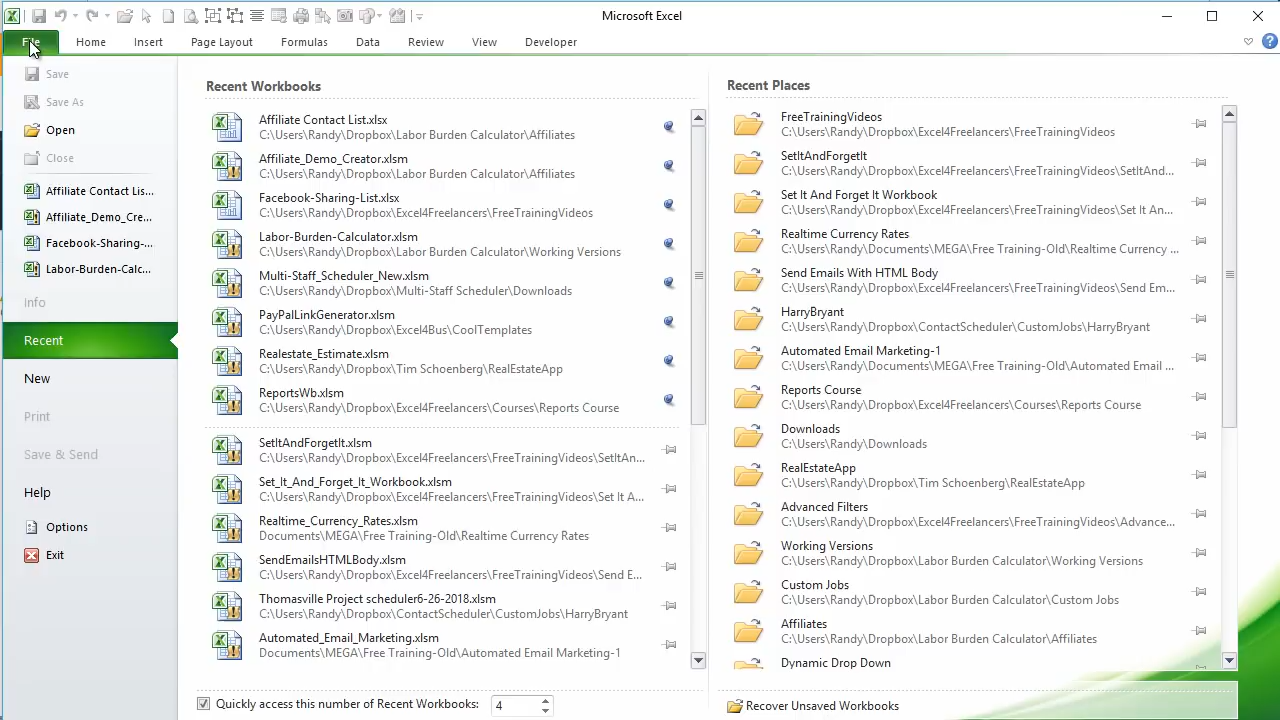 Microsoft Excel
File
Home
Insert
Page Layout
Formulas
Data
Review
View
Developer
Save
Save As
Open
Close
Affiliate Contact Lis...
Affiliate_Demo_Cre...
Facebook-Sharing-...
Labor-Burden-Calc...
Info
Recent
New
Print
Save & Send
Help
Options
Exit
Recent Workbooks
Affiliate Contact List.xlsx
C:\Users\Randy\Dropbox\Labor Burden Calculator\Affiliates
Affiliate_Demo_Creator.xlsm
C:\Users\Randy\Dropbox\Labor Burden Calculator\Affiliates
Facebook-Sharing-List.xlsx
C:\Users\Randy\Dropbox\Excel4Freelancers\FreeTrainingVideos
Labor-Burden-Calculator.xlsm
C:\Users\Randy\Dropbox\Labor Burden Calculator\Working Versions
Multi-Staff_Scheduler_New.xlsm
C:\Users\Randy\Dropbox\Multi-Staff Scheduler\Downloads
PayPalLinkGenerator.xlsm
C:\Users\Randy\Dropbox\Excel4Bus\CoolTemplates
Realestate_Estimate.xlsm
C:\Users\Randy\Dropbox\Tim Schoenberg\RealEstateApp
ReportsWb.xlsm
C:\Users\Randy\Dropbox\Excel4Freelancers\Courses\Reports Course
SetItAndForgetIt.xlsm
C:\Users\Randy\Dropbox\Excel4Freelancers\FreeTrainingVideos\SetItAn...
Set_It_And_Forget_It_Workbook.xlsm
C:\Users\Randy\Dropbox\Excel4Freelancers\FreeTrainingVideos\Set It A...
Realtime_Currency_Rates.xlsm
Documents\MEGA\Free Training-Old\Realtime Currency Rates
SendEmailsHTMLBody.xlsm
C:\Users\Randy\Dropbox\Excel4Freelancers\FreeTrainingVideos\Send E...
Thomasville Project scheduler6-26-2018.xlsm
C:\Users\Randy\Dropbox\ContactScheduler\CustomJobs\HarryBryant
Automated_Email_Marketing.xlsm
Documents\MEGA\Free Training-Old\Automated Email Marketing-1
Quickly access this number of Recent Workbooks: 4
Recent Places
FreeTrainingVideos
C:\Users\Randy\Dropbox\Excel4Freelancers\FreeTrainingVideos
SetItAndForgetIt
C:\Users\Randy\Dropbox\Excel4Freelancers\FreeTrainingVideos\SetItAnd...
Set It And Forget It Workbook
C:\Users\Randy\Dropbox\Excel4Freelancers\FreeTrainingVideos\Set It An...
Realtime Currency Rates
C:\Users\Randy\Documents\MEGA\Free Training-Old\Realtime Currency ...
Send Emails With HTML Body
C:\Users\Randy\Dropbox\Excel4Freelancers\FreeTrainingVideos\Send Em...
HarryBryant
C:\Users\Randy\Dropbox\ContactScheduler\CustomJobs\HarryBryant
Automated Email Marketing-1
C:\Users\Randy\Documents\MEGA\Free Training-Old\Automated Email ...
Reports Course
C:\Users\Randy\Dropbox\Excel4Freelancers\Courses\Reports Course
Downloads
C:\Users\Randy\Downloads
RealEstateApp
C:\Users\Randy\Dropbox\Tim Schoenberg\RealEstateApp
Advanced Filters
C:\Users\Randy\Dropbox\Excel4Freelancers\FreeTrainingVideos\Advance...
Working Versions
C:\Users\Randy\Dropbox\Labor Burden Calculator\Working Versions
Custom Jobs
C:\Users\Randy\Dropbox\Labor Burden Calculator\Custom Jobs
Affiliates
C:\Users\Randy\Dropbox\Labor Burden Calculator\Affiliates
Dynamic Drop Down
Recover Unsaved Workbooks